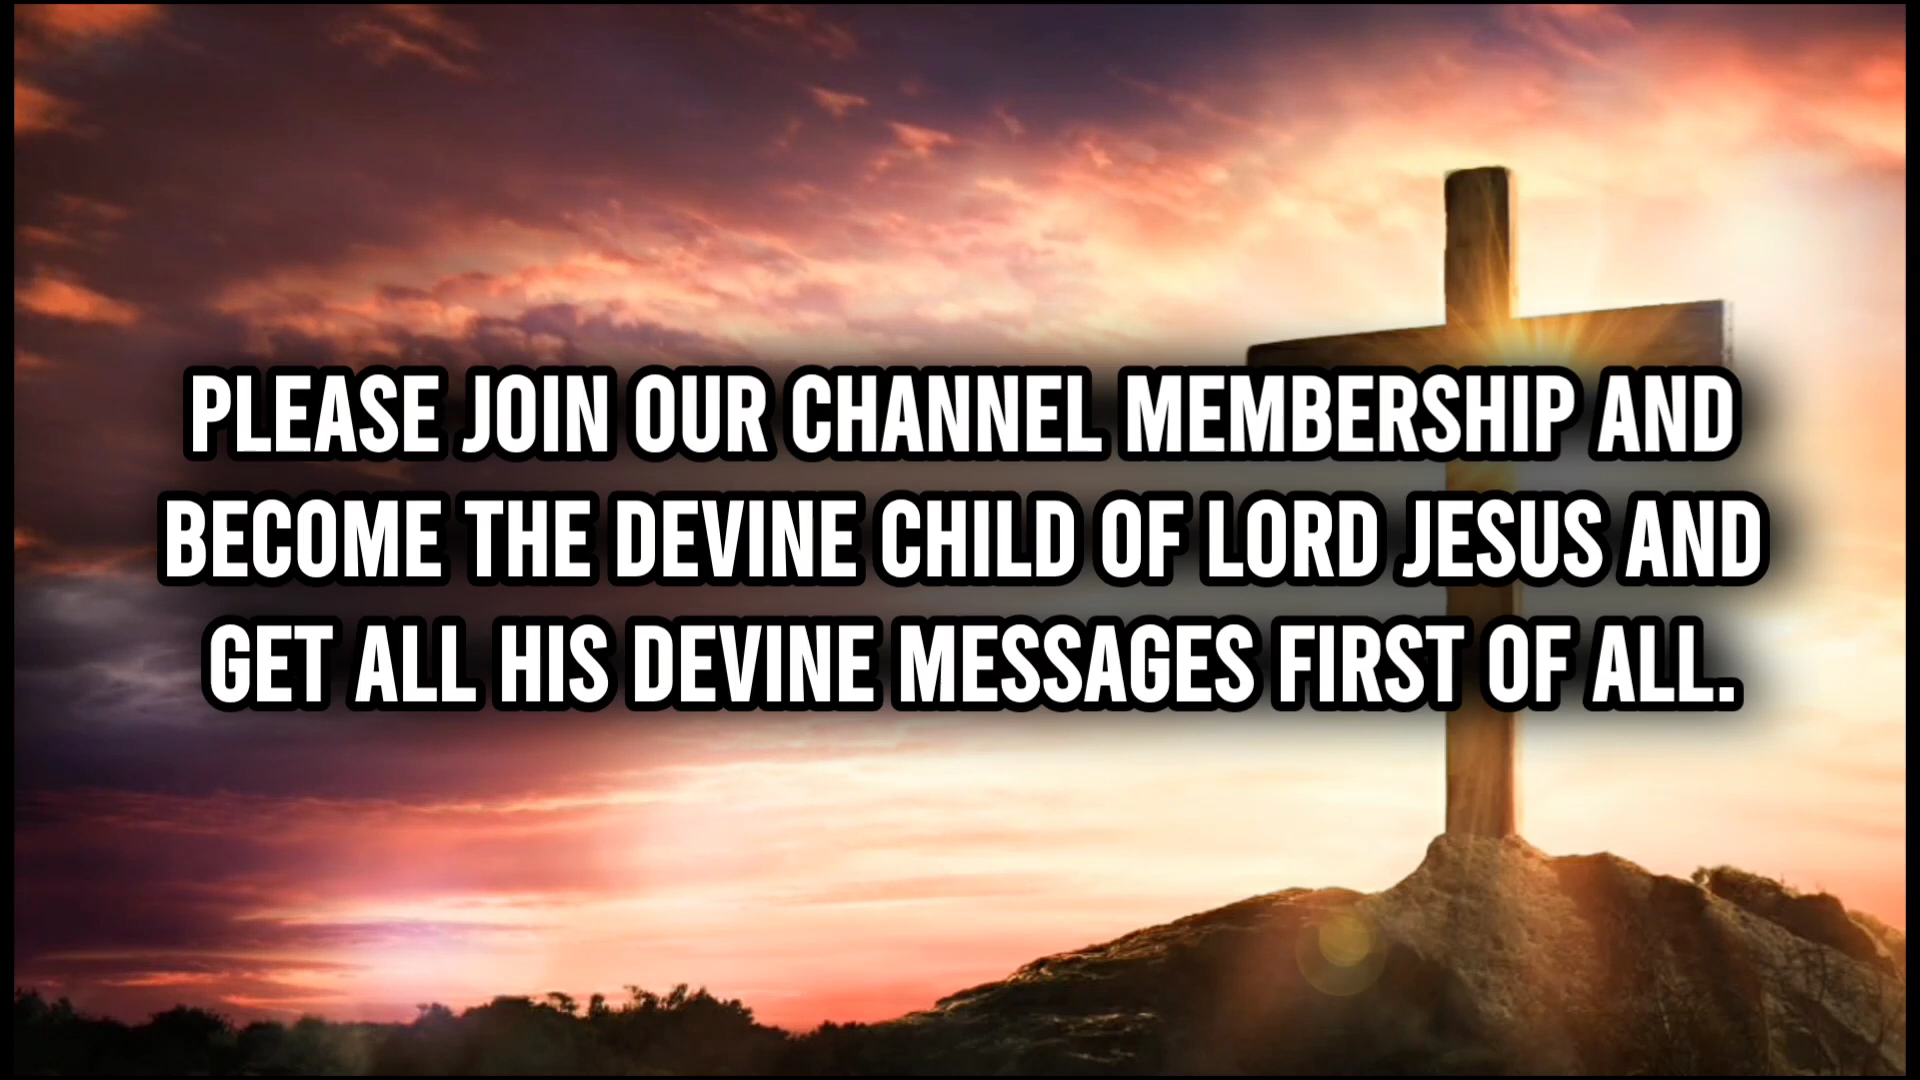 PLEASE JOIN OUR CHANNEL MEMBERSHIP AND
BECOME THE DEVINE CHILD OF LORD JESUS AND
GET ALL HIS DEVINE MESSAGES FIRST OF ALL.